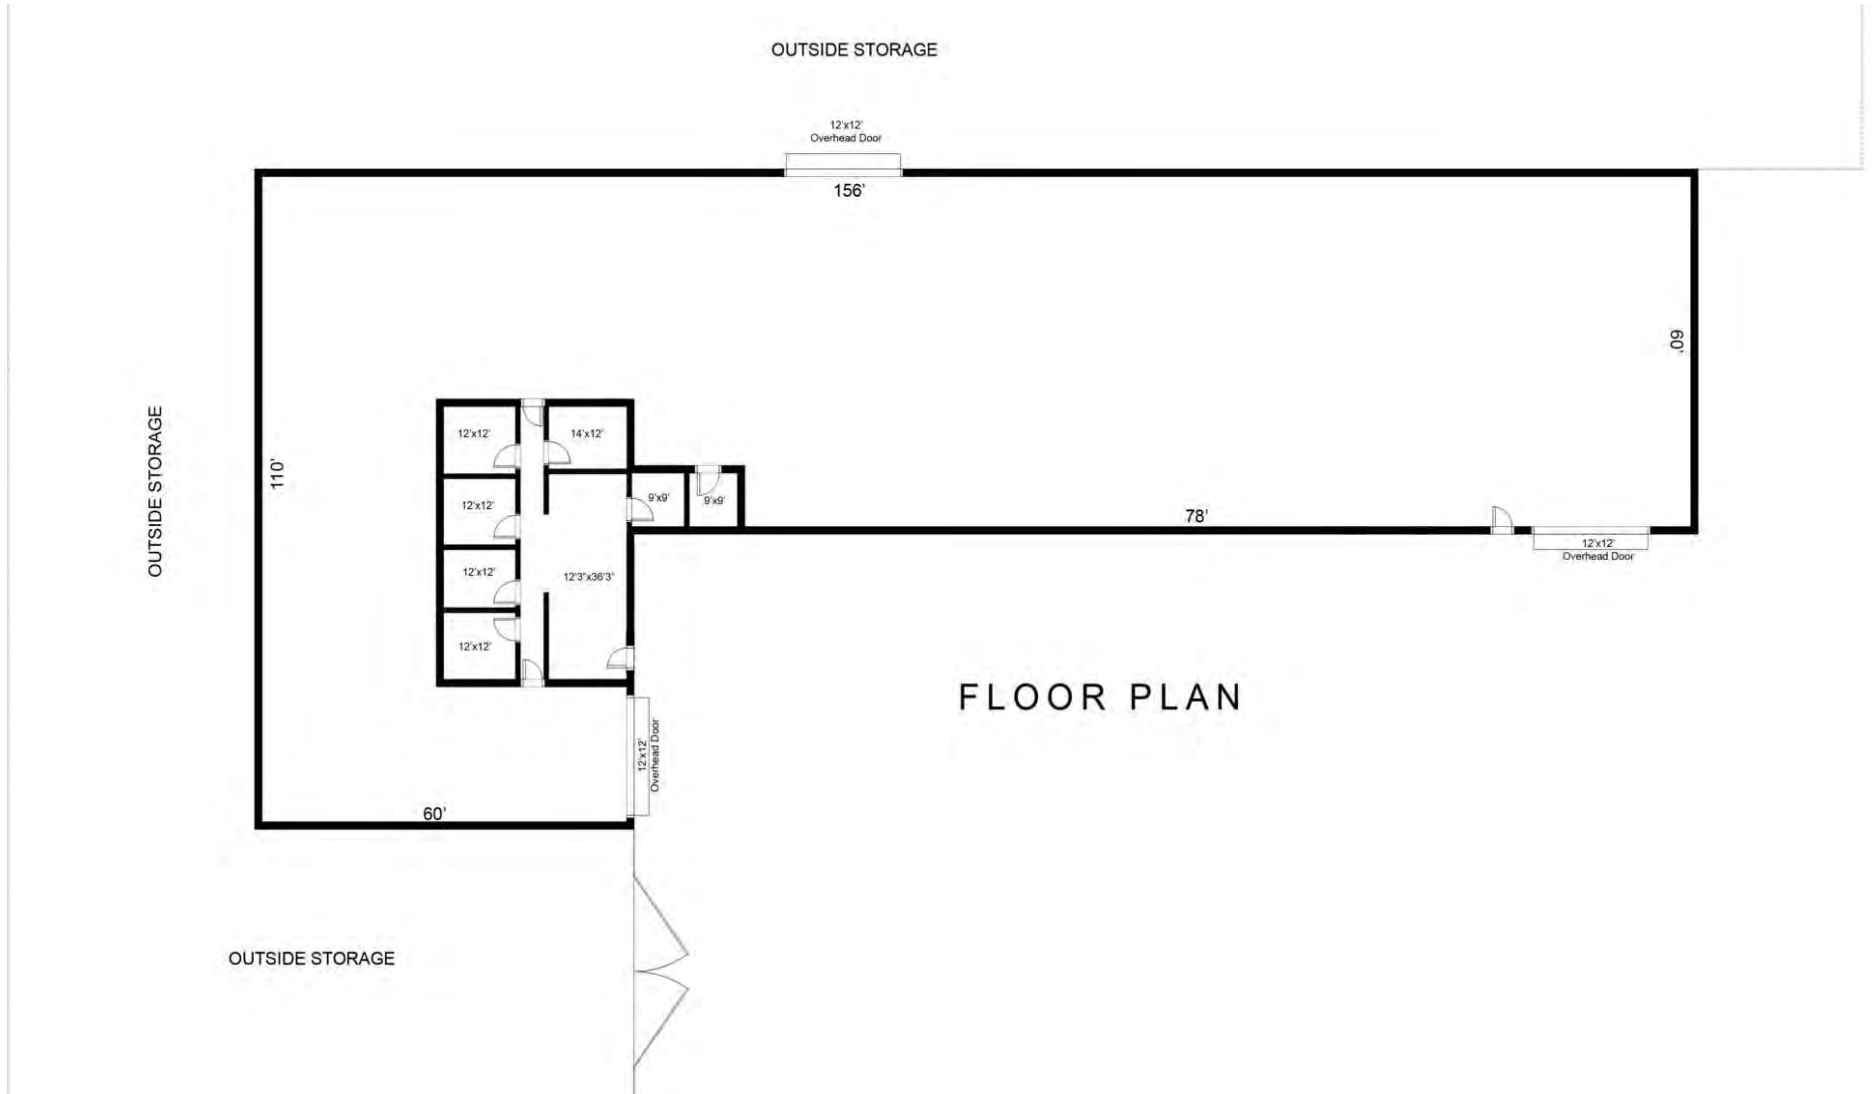 OUTSIDE STORAGE
12'x12'
Overhead Door
156'
60'
OUTSIDE STORAGE
110'
12'x12'
14'x12'
12'x12'
9'x9'
9'x9'
78'
12'x12'
Overhead Door
12'x12'
12'3"x36'3"
12'x12'
FLOOR PLAN
12'x12'
Overhead Door
60'
OUTSIDE STORAGE